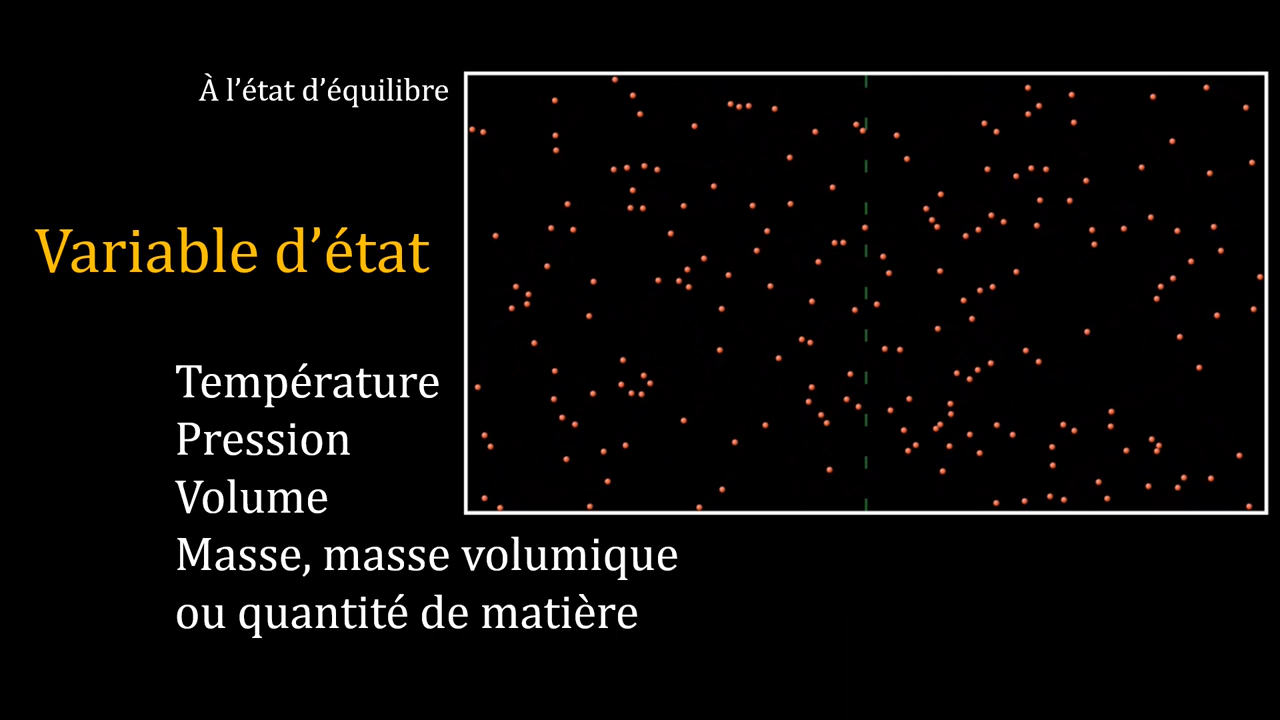 À l’état d’équilibre
Variable d’état
Température
Pression
Volume
Masse, masse volumique
ou quantité de matière